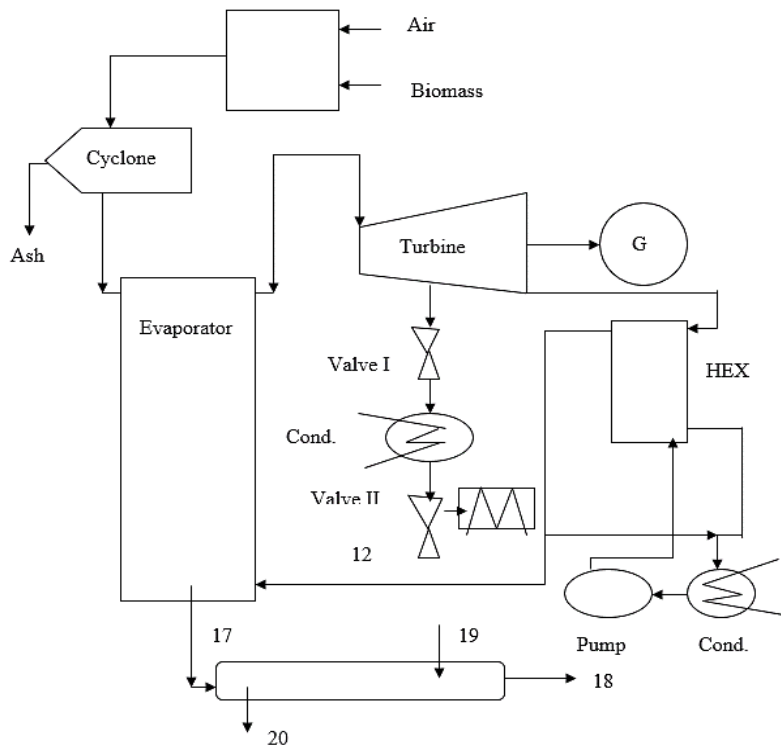 Air
Biomass
Cyclone
Ash
Turbine
G
Evaporator
Valve I
HEX
Cond.
Valve II
12
17
19
Pump
Cond.
18
20